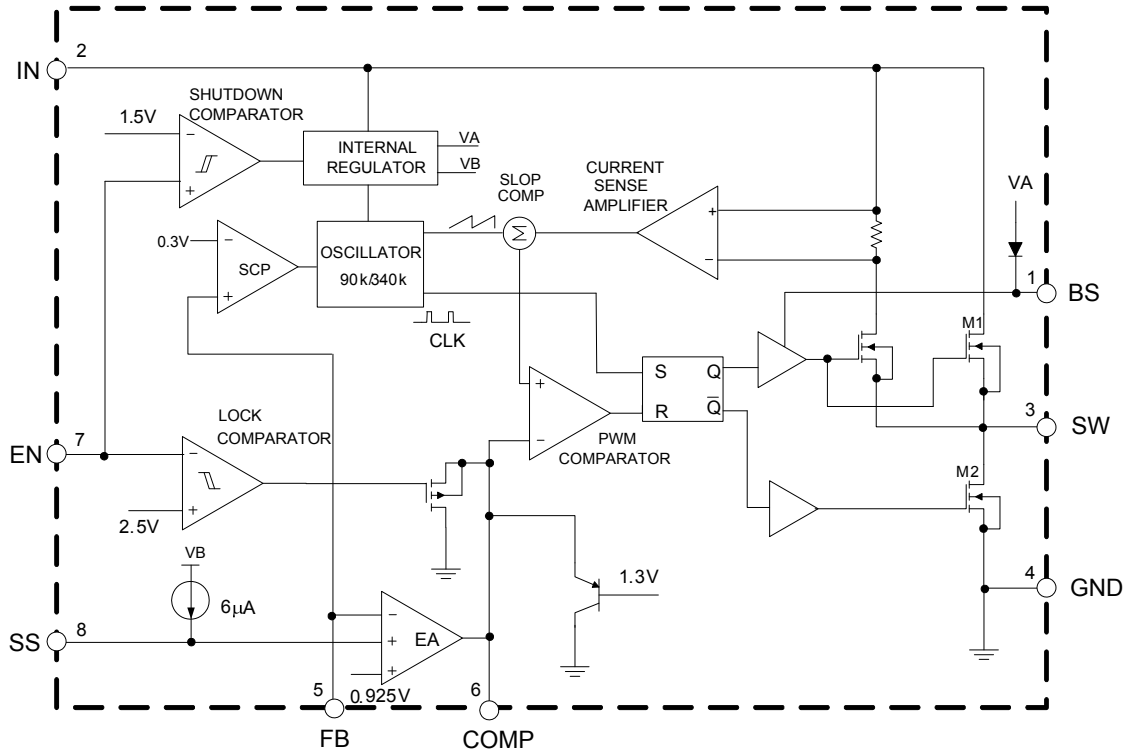 2
IN
SHUTDOWN
COMPARATOR
1.5V
−
+
INTERNAL
REGULATOR
VA
VB
SLOP
COMP
CURRENT
SENSE
AMPLIFIER
+
−
VA
0.3V
−
SCP
+
OSCILLATOR
90k/340k
Σ
CLK
1
BS
M1
S Q
R Q̅
+
−
PWM
COMPARATOR
3
SW
7
EN
LOCK
COMPARATOR
−
+
2.5V
M2
VB
6μA
1.3V
4
GND
8
SS
−
+
+
EA
0.925V
5
FB
6
COMP